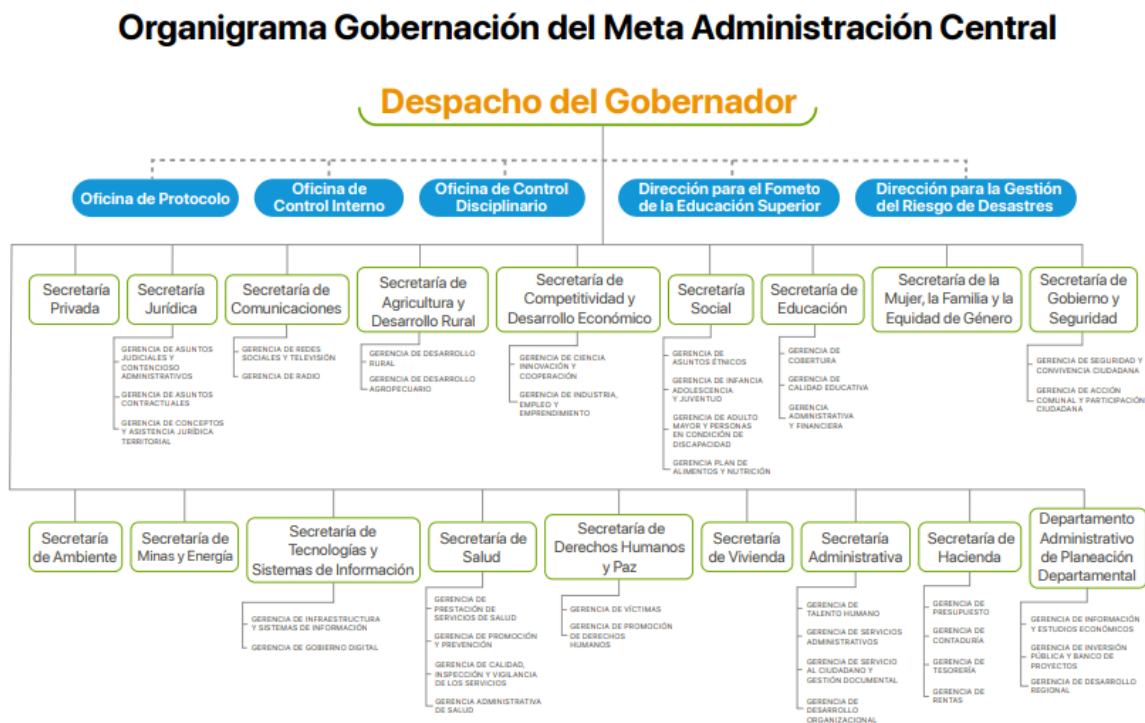 Organigrama Gobernación del Meta Administración Central
Despacho del Gobernador
Oficina de Protocolo
Oficina de
Control Interno
Oficina de Control
Disciplinario
Dirección para el Fometo
de la Educación Superior
Dirección para la Gestión
del Riesgo de Desastres
Secretaría
Privada
Secretaría
Jurídica
GERENCIA DE ASUNTOS
JUDICIALES Y
CONTENCIOSO
ADMINISTRATIVOS
GERENCIA DE ASUNTOS
CONTRACTUALES
GERENCIA DE CONCEPTOS
Y ASISTENCIA JURÍDICA
TERRITORIAL
Secretaría de
Comunicaciones
GERENCIA DE REDES
SOCIALES Y TELEVISIÓN
GERENCIA DE RADIO
Secretaría de
Agricultura y
Desarrollo Rural
GERENCIA DE DESARROLLO
RURAL
GERENCIA DE DESARROLLO
AGROPECUARIO
Secretaría de
Competitividad y
Desarrollo Económico
GERENCIA DE CIENCIA
INNOVACIÓN Y
COOPERACIÓN
GERENCIA DE INDUSTRIA,
EMPLEO Y
EMPRENDIMIENTO
Secretaría
Social
GERENCIA DE
ASUNTOS ÉTNICOS
GERENCIA DE INFANCIA
ADOLESCENCIA Y
JUVENTUD
GERENCIA DE ADULTO
MAYOR Y PERSONAS
EN CONDICIÓN DE
DISCAPACIDAD
GERENCIA PLAN DE
ALIMENTOS Y NUTRICIÓN
Secretaría de
Educación
GERENCIA DE
COBERTURA
GERENCIA DE
CALIDAD EDUCATIVA
GERENCIA
ADMINISTRATIVA
Y FINANCIERA
Secretaría de la
Mujer, la Familia y la
Equidad de Género
Secretaría de
Gobierno y
Seguridad
GERENCIA DE SEGURIDAD Y
CONVIVENCIA CIUDADANA
GERENCIA DE ACCIÓN
COMUNAL Y PARTICIPACIÓN
CIUDADANA
Secretaría
de Ambiente
Secretaría de
Minas y Energía
Secretaría de
Tecnologías y
Sistemas de Información
GERENCIA DE INFRAESTRUCTURA
Y SISTEMAS DE INFORMACIÓN
GERENCIA DE GOBIERNO DIGITAL
Secretaría de
Salud
GERENCIA DE
PRESTACIÓN DE
SERVICIOS DE SALUD
GERENCIA DE PROMOCIÓN
Y PREVENCIÓN
GERENCIA DE CALIDAD,
INSPECCIÓN Y VIGILANCIA
DE LOS SERVICIOS
GERENCIA ADMINISTRATIVA
DE SALUD
Secretaría de
Derechos Humanos
y Paz
GERENCIA DE VÍCTIMAS
GERENCIA DE PROMOCIÓN
DE DERECHOS
HUMANOS
Secretaría
de Vivienda
Secretaría
Administrativa
GERENCIA DE
TALENTO HUMANO
GERENCIA DE SERVICIOS
ADMINISTRATIVOS
GERENCIA DE SERVICIO
AL CIUDADANO Y
GESTIÓN DOCUMENTAL
GERENCIA DE
DESARROLLO
ORGANIZACIONAL
Secretaría de
Hacienda
GERENCIA DE
PRESUPUESTO
GERENCIA DE
CONTADURÍA
GERENCIA DE
TESORERÍA
GERENCIA DE
RENTAS
Departamento
Administrativo
de Planeación
Departamental
GERENCIA DE INFORMACIÓN
Y ESTUDIOS ECONÓMICOS
GERENCIA DE INVERSIÓN
PÚBLICA Y BANCO DE
PROYECTOS
GERENCIA DE DESARROLLO
REGIONAL